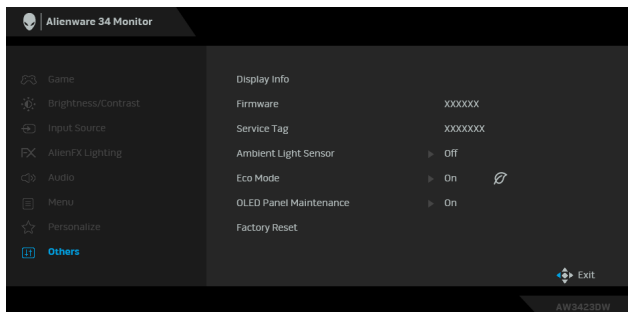 Alienware 34 Monitor
Game
Brightness/Contrast
Input Source
FX AlienFX Lighting
Audio
Menu
Personalize
Others
Display Info
Firmware XXXXXX
Service Tag XXXXXXX
Ambient Light Sensor Off
Eco Mode On
OLED Panel Maintenance On
Factory Reset
Exit
AW3423DW